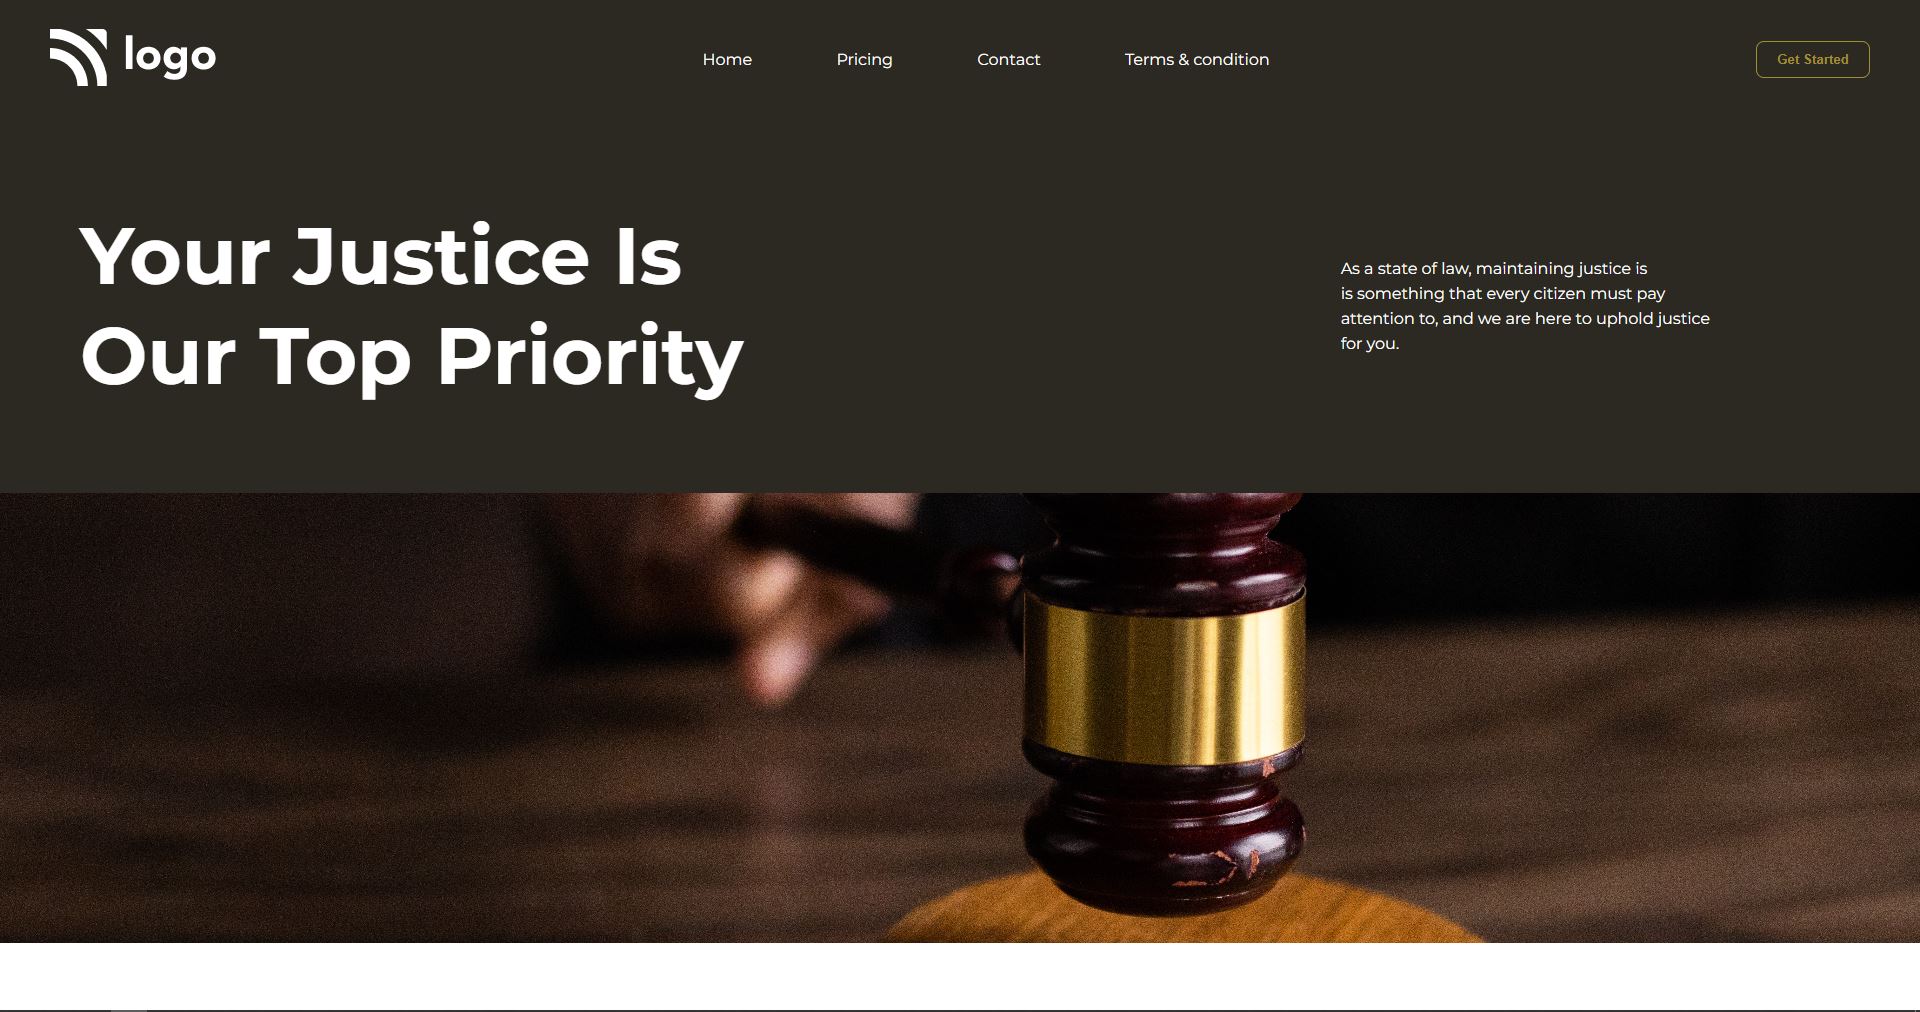 logo
Home
Pricing
Contact
Terms & condition
Get Started
Your Justice Is
Our Top Priority
As a state of law, maintaining justice is
is something that every citizen must pay
attention to, and we are here to uphold justice
for you.